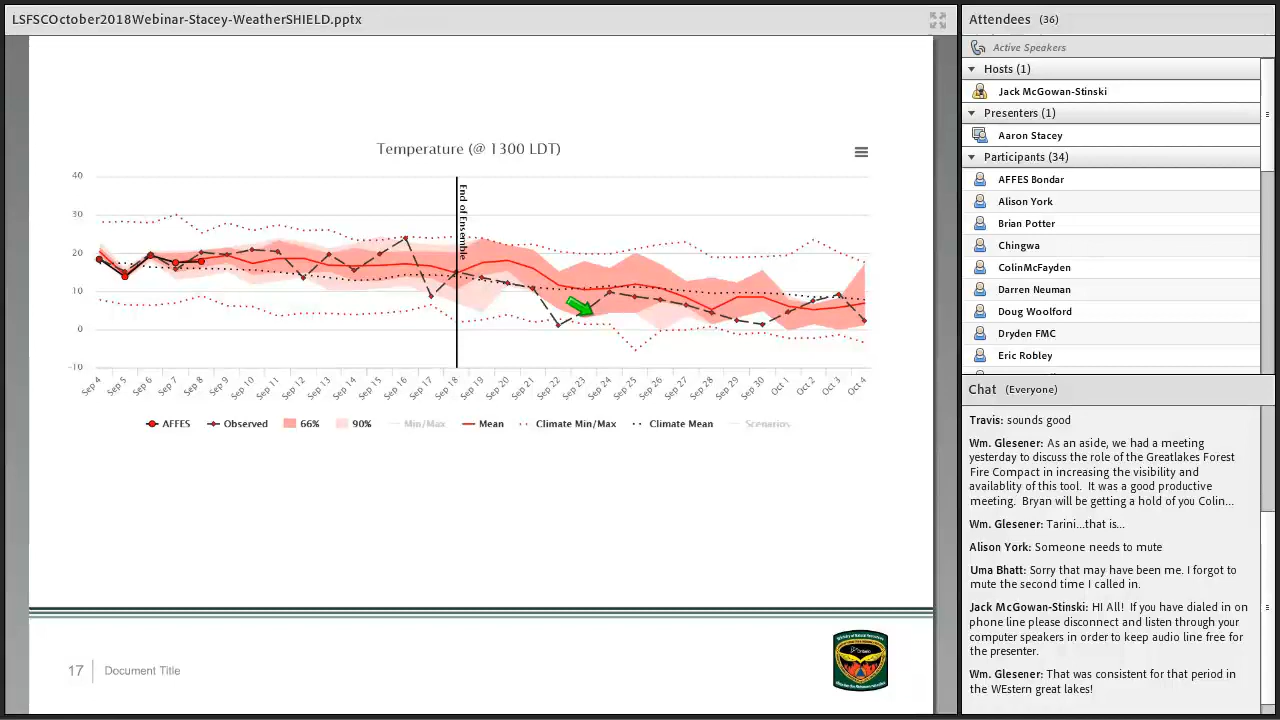 LSFSCOctober2018Webinar-Stacey-WeatherSHIELD.pptx
Temperature (@ 1300 LDT)
40
30
20
10
0
-10
End of Ensemble
Sep 4
Sep 5
Sep 6
Sep 7
Sep 8
Sep 9
Sep 10
Sep 11
Sep 12
Sep 13
Sep 14
Sep 15
Sep 16
Sep 17
Sep 18
Sep 19
Sep 20
Sep 21
Sep 22
Sep 23
Sep 24
Sep 25
Sep 26
Sep 27
Sep 28
Sep 29
Sep 30
Oct 1
Oct 2
Oct 3
Oct 4
AFFES Observed 66% 90% Min/Max Mean Climate Min/Max Climate Mean Scenarios
17 Document Title
Ontario
Attendees (36)
Active Speakers
Hosts (1)
Jack McGowan-Stinski
Presenters (1)
Aaron Stacey
Participants (34)
AFFES Bondar
Alison York
Brian Potter
Chingwa
ColinMcFayden
Darren Neuman
Doug Woolford
Dryden FMC
Eric Robley
Chat (Everyone)
Travis: sounds good
Wm. Glesener: As an aside, we had a meeting
yesterday to discuss the role of the Greatlakes Forest
Fire Compact in increasing the visibility and
availablity of this tool. It was a good productive
meeting. Bryan will be getting a hold of you Colin...
Wm. Glesener: Tarini...that is...
Alison York: Someone needs to mute
Uma Bhatt: Sorry that may have been me. I forgot to
mute the second time I called in.
Jack McGowan-Stinski: HI All! If you have dialed in on
phone line please disconnect and listen through your
computer speakers in order to keep audio line free for
the presenter.
Wm. Glesener: That was consistent for that period in
the WEstern great lakes!